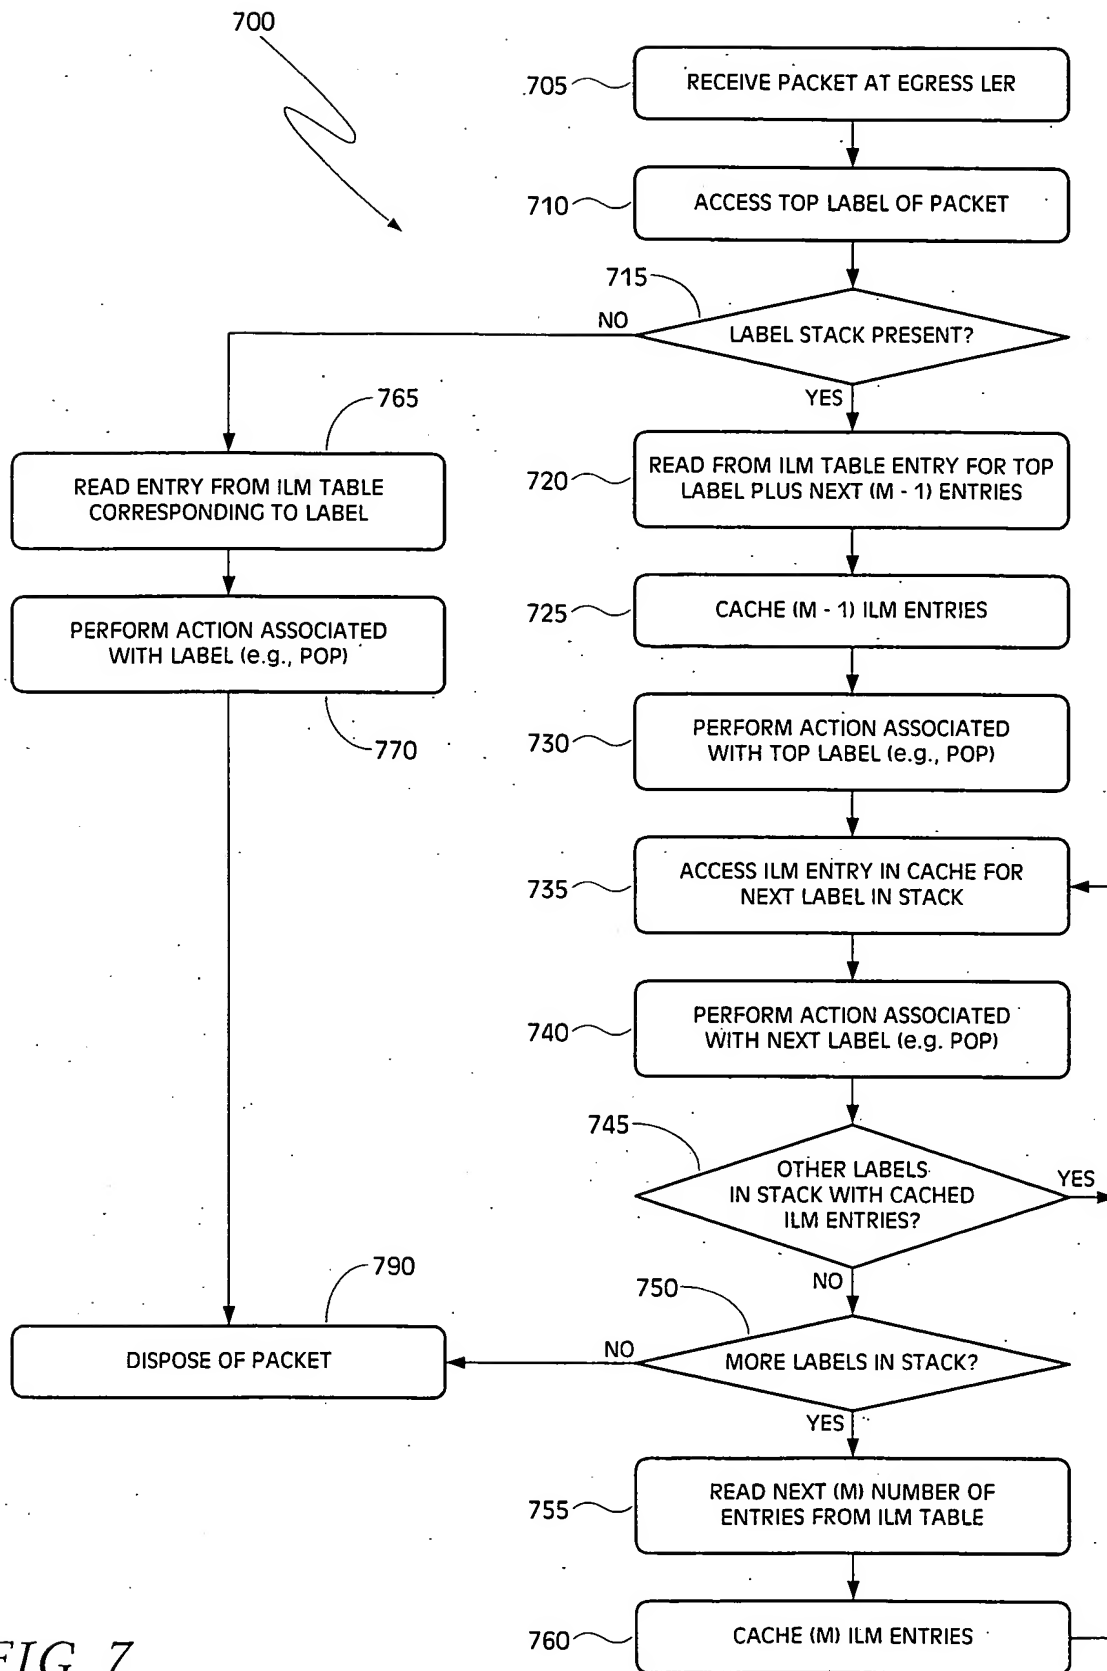 700
705
RECEIVE PACKET AT EGRESS LER
710
ACCESS TOP LABEL OF PACKET
715
LABEL STACK PRESENT?
NO
YES
765
READ ENTRY FROM ILM TABLE
CORRESPONDING TO LABEL
720
READ FROM ILM TABLE ENTRY FOR TOP
LABEL PLUS NEXT (M - 1) ENTRIES
725
CACHE (M - 1) ILM ENTRIES
PERFORM ACTION ASSOCIATED
WITH LABEL (e.g., POP)
770
730
PERFORM ACTION ASSOCIATED
WITH TOP LABEL (e.g., POP)
735
ACCESS ILM ENTRY IN CACHE FOR
NEXT LABEL IN STACK
740
PERFORM ACTION ASSOCIATED
WITH NEXT LABEL (e.g. POP)
745
OTHER LABELS
IN STACK WITH CACHED
ILM ENTRIES?
YES
NO
790
DISPOSE OF PACKET
750
NO
MORE LABELS IN STACK?
YES
755
READ NEXT (M) NUMBER OF
ENTRIES FROM ILM TABLE
760
CACHE (M) ILM ENTRIES
FIG. 7